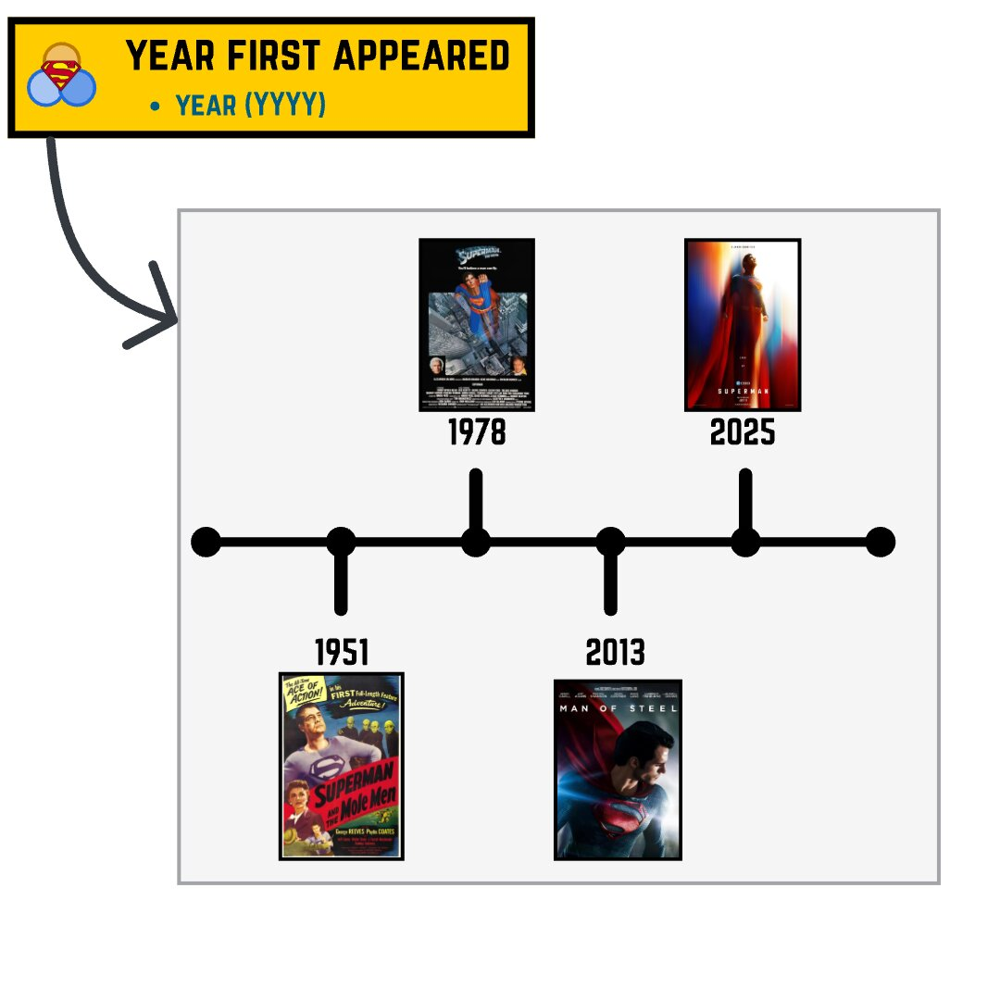 YEAR FIRST APPEARED
• YEAR (YYYY)
SUPERMAN
THE MOVIE
You'll believe a man can fly.
1978
SUPERMAN
2025
1951
The All-Time
ACE OF
ACTION!
in his
FIRST Full-Length Feature
Adventure!
SUPERMAN
AND
THE Mole Men
George REEVES · Phyllis COATES
2013
MAN OF STEEL